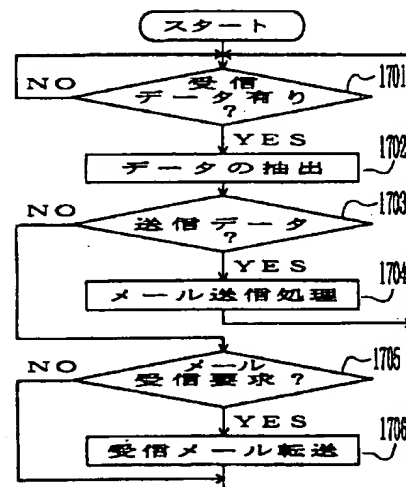 スタート
NO
受信
データ有り
?
1701
YES
データの抽出
1702
NO
送信データ
?
1703
YES
メール送信処理
1704
NO
メール
受信要求?
1705
YES
受信メール転送
1706